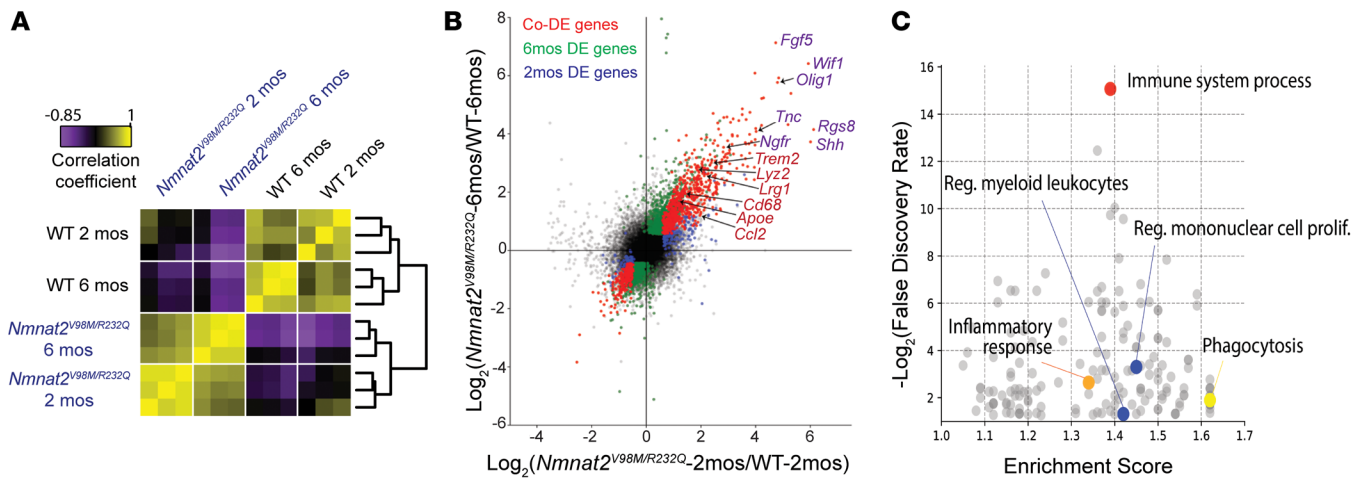 A
-0.85 1
Correlation
coefficient
Nmnat2V98M/R232Q 2 mos
Nmnat2V98M/R232Q 6 mos
WT 6 mos
WT 2 mos
WT 2 mos
WT 6 mos
Nmnat2V98M/R232Q
6 mos
Nmnat2V98M/R232Q
2 mos
B
Co-DE genes
6mos DE genes
2mos DE genes
Log2(Nmnat2V98M/R232Q-6mos/WT-6mos)
8
6
4
2
0
-2
-4
-6
Fgf5
Wif1
Olig1
Tnc
Rgs8
Shh
Ngfr
Trem2
Lyz2
Lrg1
Cd68
Apoe
Ccl2
-4 -2 0 2 4 6
Log2(Nmnat2V98M/R232Q-2mos/WT-2mos)
C
-Log2(False Discovery Rate)
16
14
12
10
8
6
4
2
Immune system process
Reg. myeloid leukocytes
Reg. mononuclear cell prolif.
Inflammatory
response
Phagocytosis
1.0 1.1 1.2 1.3 1.4 1.5 1.6 1.7
Enrichment Score